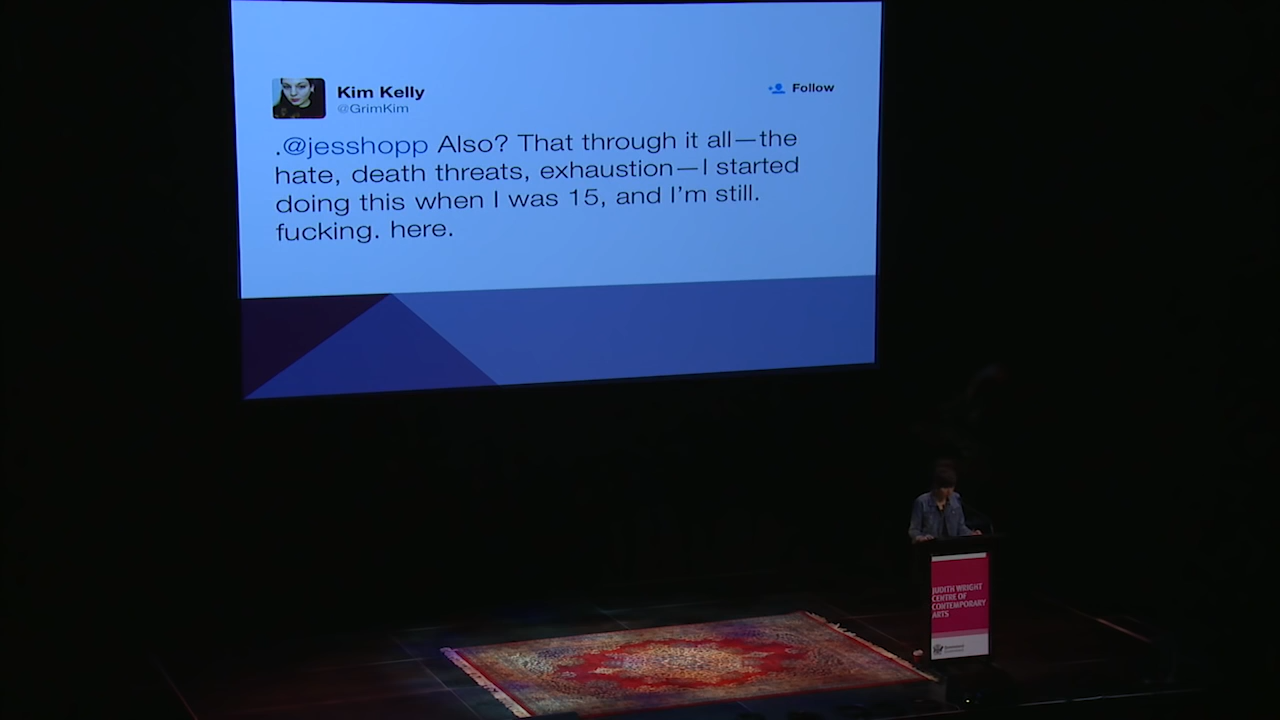 Kim Kelly
@GrimKim
Follow
.@jesshopp Also? That through it all—the
hate, death threats, exhaustion—I started
doing this when I was 15, and I'm still.
fucking. here.
JUDITH WRIGHT
CENTRE OF
CONTEMPORARY
ARTS